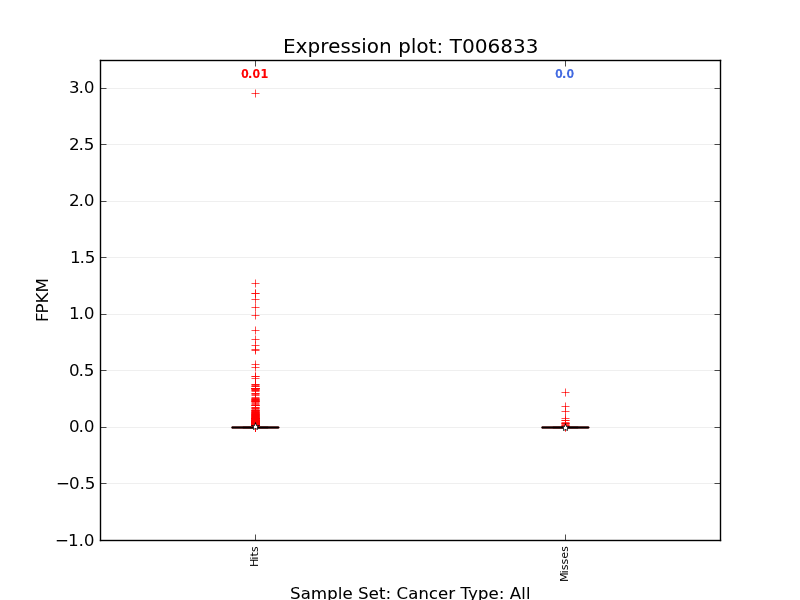 Expression plot: T006833
0.01
0.0
3.0
2.5
2.0
1.5
1.0
0.5
0.0
−0.5
−1.0
FPKM
Hits
Misses
Sample Set: Cancer Type: All